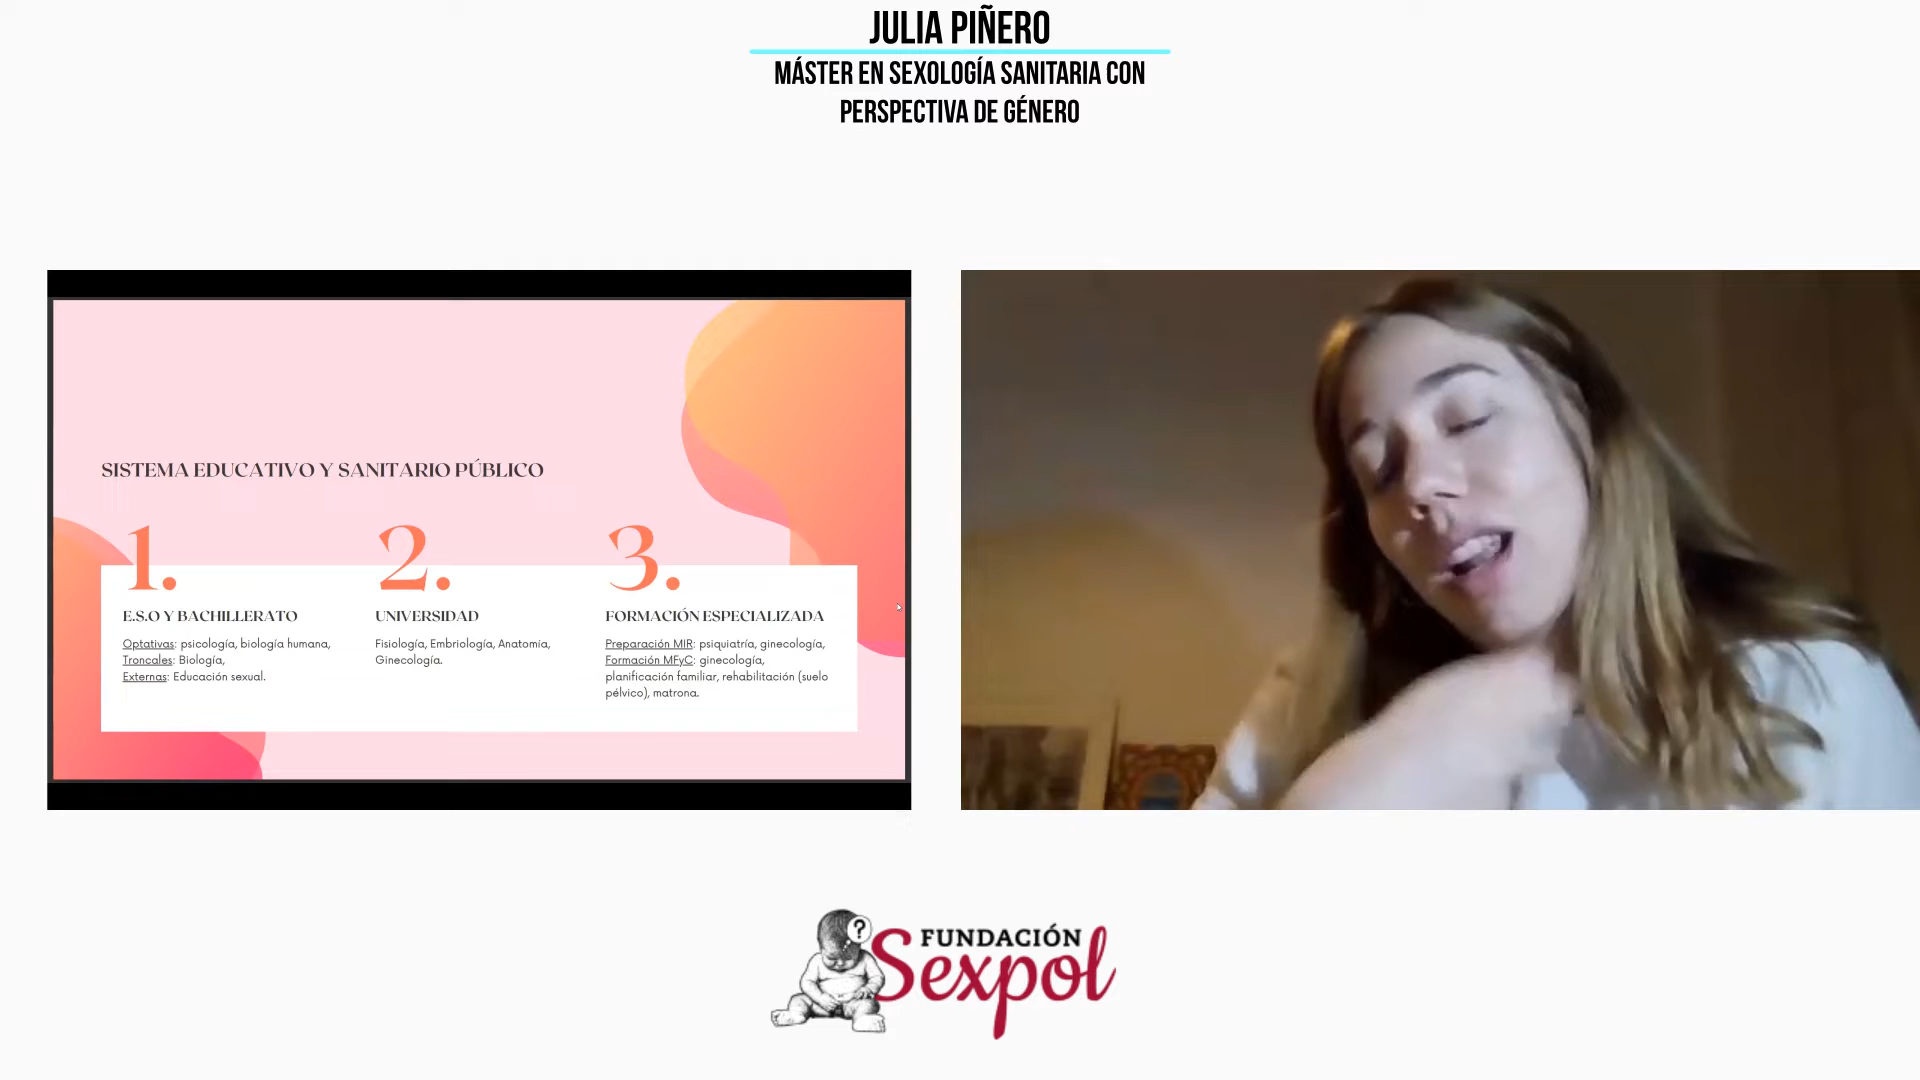 JULIA PIÑERO
MÁSTER EN SEXOLOGÍA SANITARIA CON
PERSPECTIVA DE GÉNERO
SISTEMA EDUCATIVO Y SANITARIO PÚBLICO
1.
E.S.O Y BACHILLERATO
Optativas: psicología, biología humana,
Troncales: Biología,
Externas: Educación sexual.
2.
UNIVERSIDAD
Fisiología, Embriología, Anatomía,
Ginecología.
3.
FORMACIÓN ESPECIALIZADA
Preparación MIR: psiquiatría, ginecología,
Formación MFyC: ginecología,
planificación familiar, rehabilitación (suelo
pélvico), matrona.
?
FUNDACIÓN
Sexpol